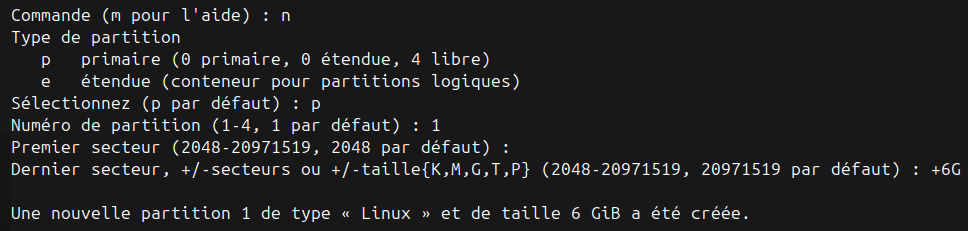 Commande (m pour l'aide) : n
Type de partition
   p   primaire (0 primaire, 0 étendue, 4 libre)
   e   étendue (conteneur pour partitions logiques)
Sélectionnez (p par défaut) : p
Numéro de partition (1-4, 1 par défaut) : 1
Premier secteur (2048-20971519, 2048 par défaut) :
Dernier secteur, +/-secteurs ou +/-taille{K,M,G,T,P} (2048-20971519, 20971519 par défaut) : +6G
Une nouvelle partition 1 de type « Linux » et de taille 6 GiB a été créée.